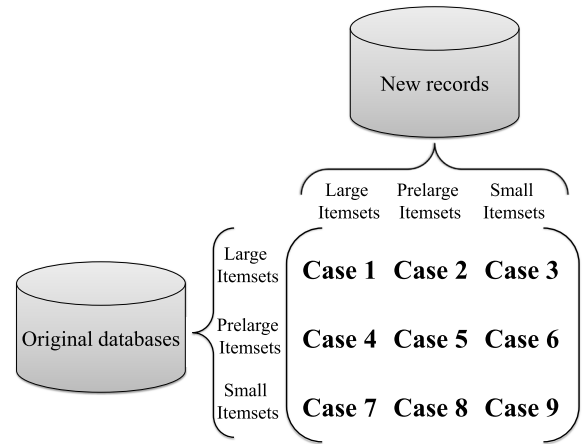 New records
Large Prelarge Small
Itemsets Itemsets Itemsets
Large
Itemsets
Case 1 Case 2 Case 3
Original databases
Prelarge
Itemsets
Case 4 Case 5 Case 6
Small
Itemsets
Case 7 Case 8 Case 9